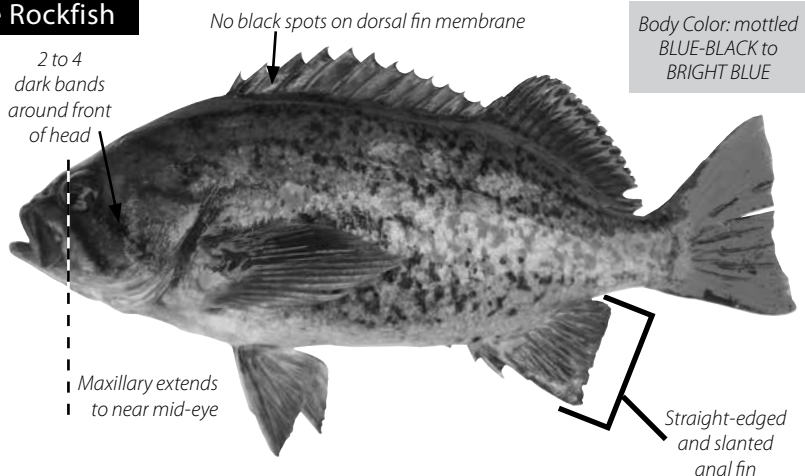 Rockfish
No black spots on dorsal fin membrane
2 to 4
dark bands
around front
of head
Body Color: mottled
BLUE-BLACK to
BRIGHT BLUE
Maxillary extends
to near mid-eye
Straight-edged
and slanted
anal fin